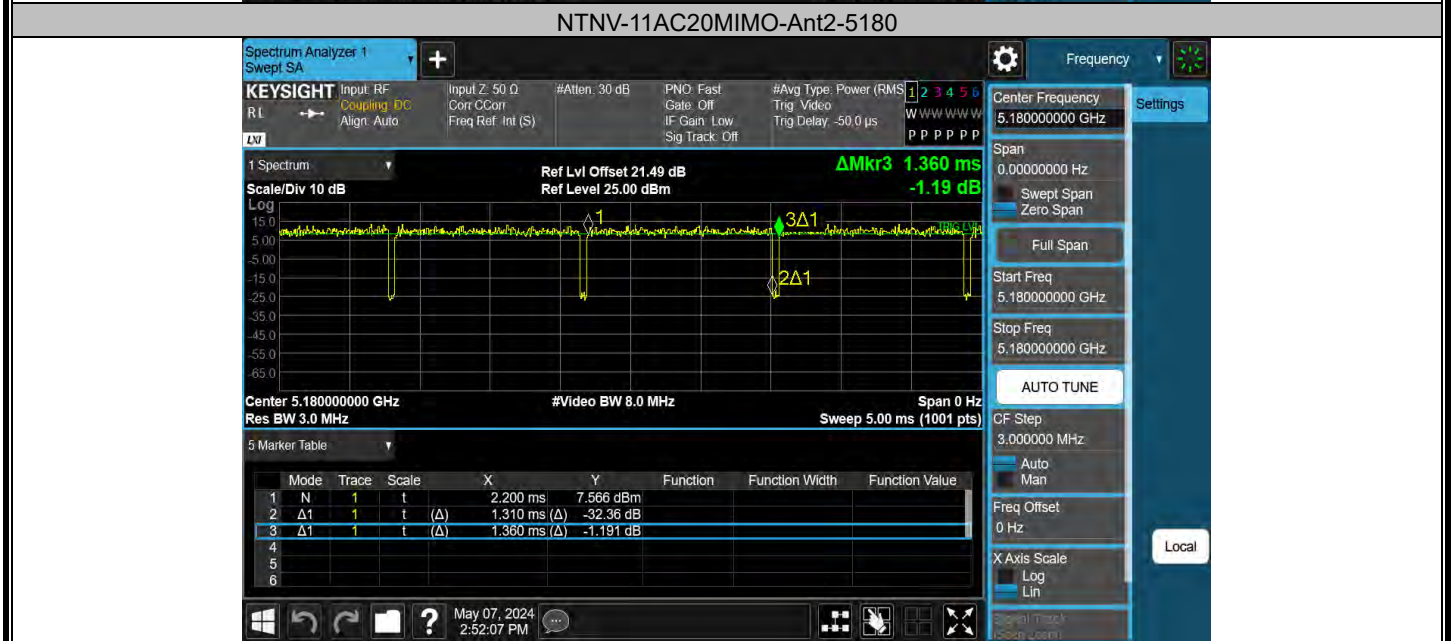 NTNV-11AC20MIMO-Ant2-5180
Spectrum Analyzer 1
Swept SA
+
Frequency
KEYSIGHT
RL
LXI
Input: RF
Coupling: DC
Align: Auto
Input Z: 50 Ω
Corr CCorr
Freq Ref: Int (S)
#Atten: 30 dB
PNO: Fast
Gate: Off
IF Gain: Low
Sig Track: Off
#Avg Type: Power (RMS
Trig: Video
Trig Delay: -50.0 µs
1 2 3 4 5 6
W W W W W W
P P P P P P
Center Frequency
5.180000000 GHz
Settings
1 Spectrum
Scale/Div 10 dB
Ref Lvl Offset 21.49 dB
Ref Level 25.00 dBm
ΔMkr3 1.360 ms
-1.19 dB
Log
15.0
5.00
-5.00
-15.0
-25.0
-35.0
-45.0
-55.0
-65.0
1
3Δ1
2Δ1
TRIG LVL
Center 5.180000000 GHz
Res BW 3.0 MHz
#Video BW 8.0 MHz
Span 0 Hz
Sweep 5.00 ms (1001 pts)
Span
0.00000000 Hz
Swept Span
Zero Span
Full Span
Start Freq
5.180000000 GHz
Stop Freq
5.180000000 GHz
AUTO TUNE
CF Step
3.000000 MHz
Auto
Man
Freq Offset
0 Hz
X Axis Scale
Log
Lin
Local
5 Marker Table
Mode Trace Scale X Y Function Function Width Function Value
1 N 1 t 2.200 ms 7.566 dBm
2 Δ1 1 t (Δ) 1.310 ms (Δ) -32.36 dB
3 Δ1 1 t (Δ) 1.360 ms (Δ) -1.191 dB
4
5
6
?
May 07, 2024
2:52:07 PM